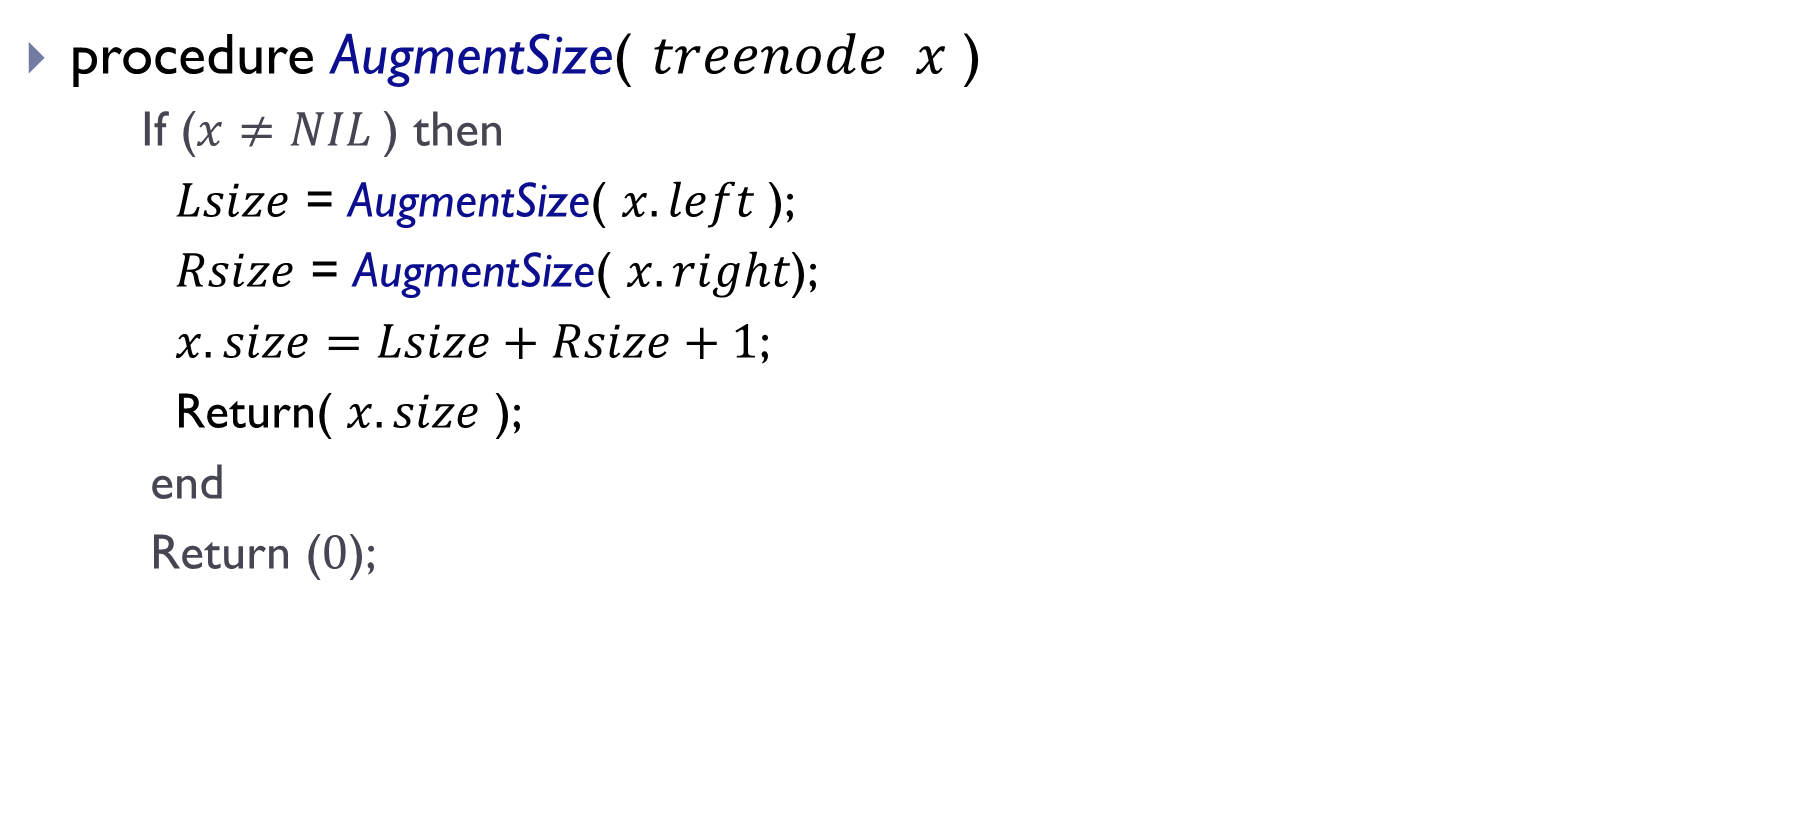 procedure AugmentSize( treenode x )
If (x ≠ NIL ) then
Lsize = AugmentSize( x.left );
Rsize = AugmentSize( x.right);
x.size = Lsize + Rsize + 1;
Return( x.size );
end
Return (0);